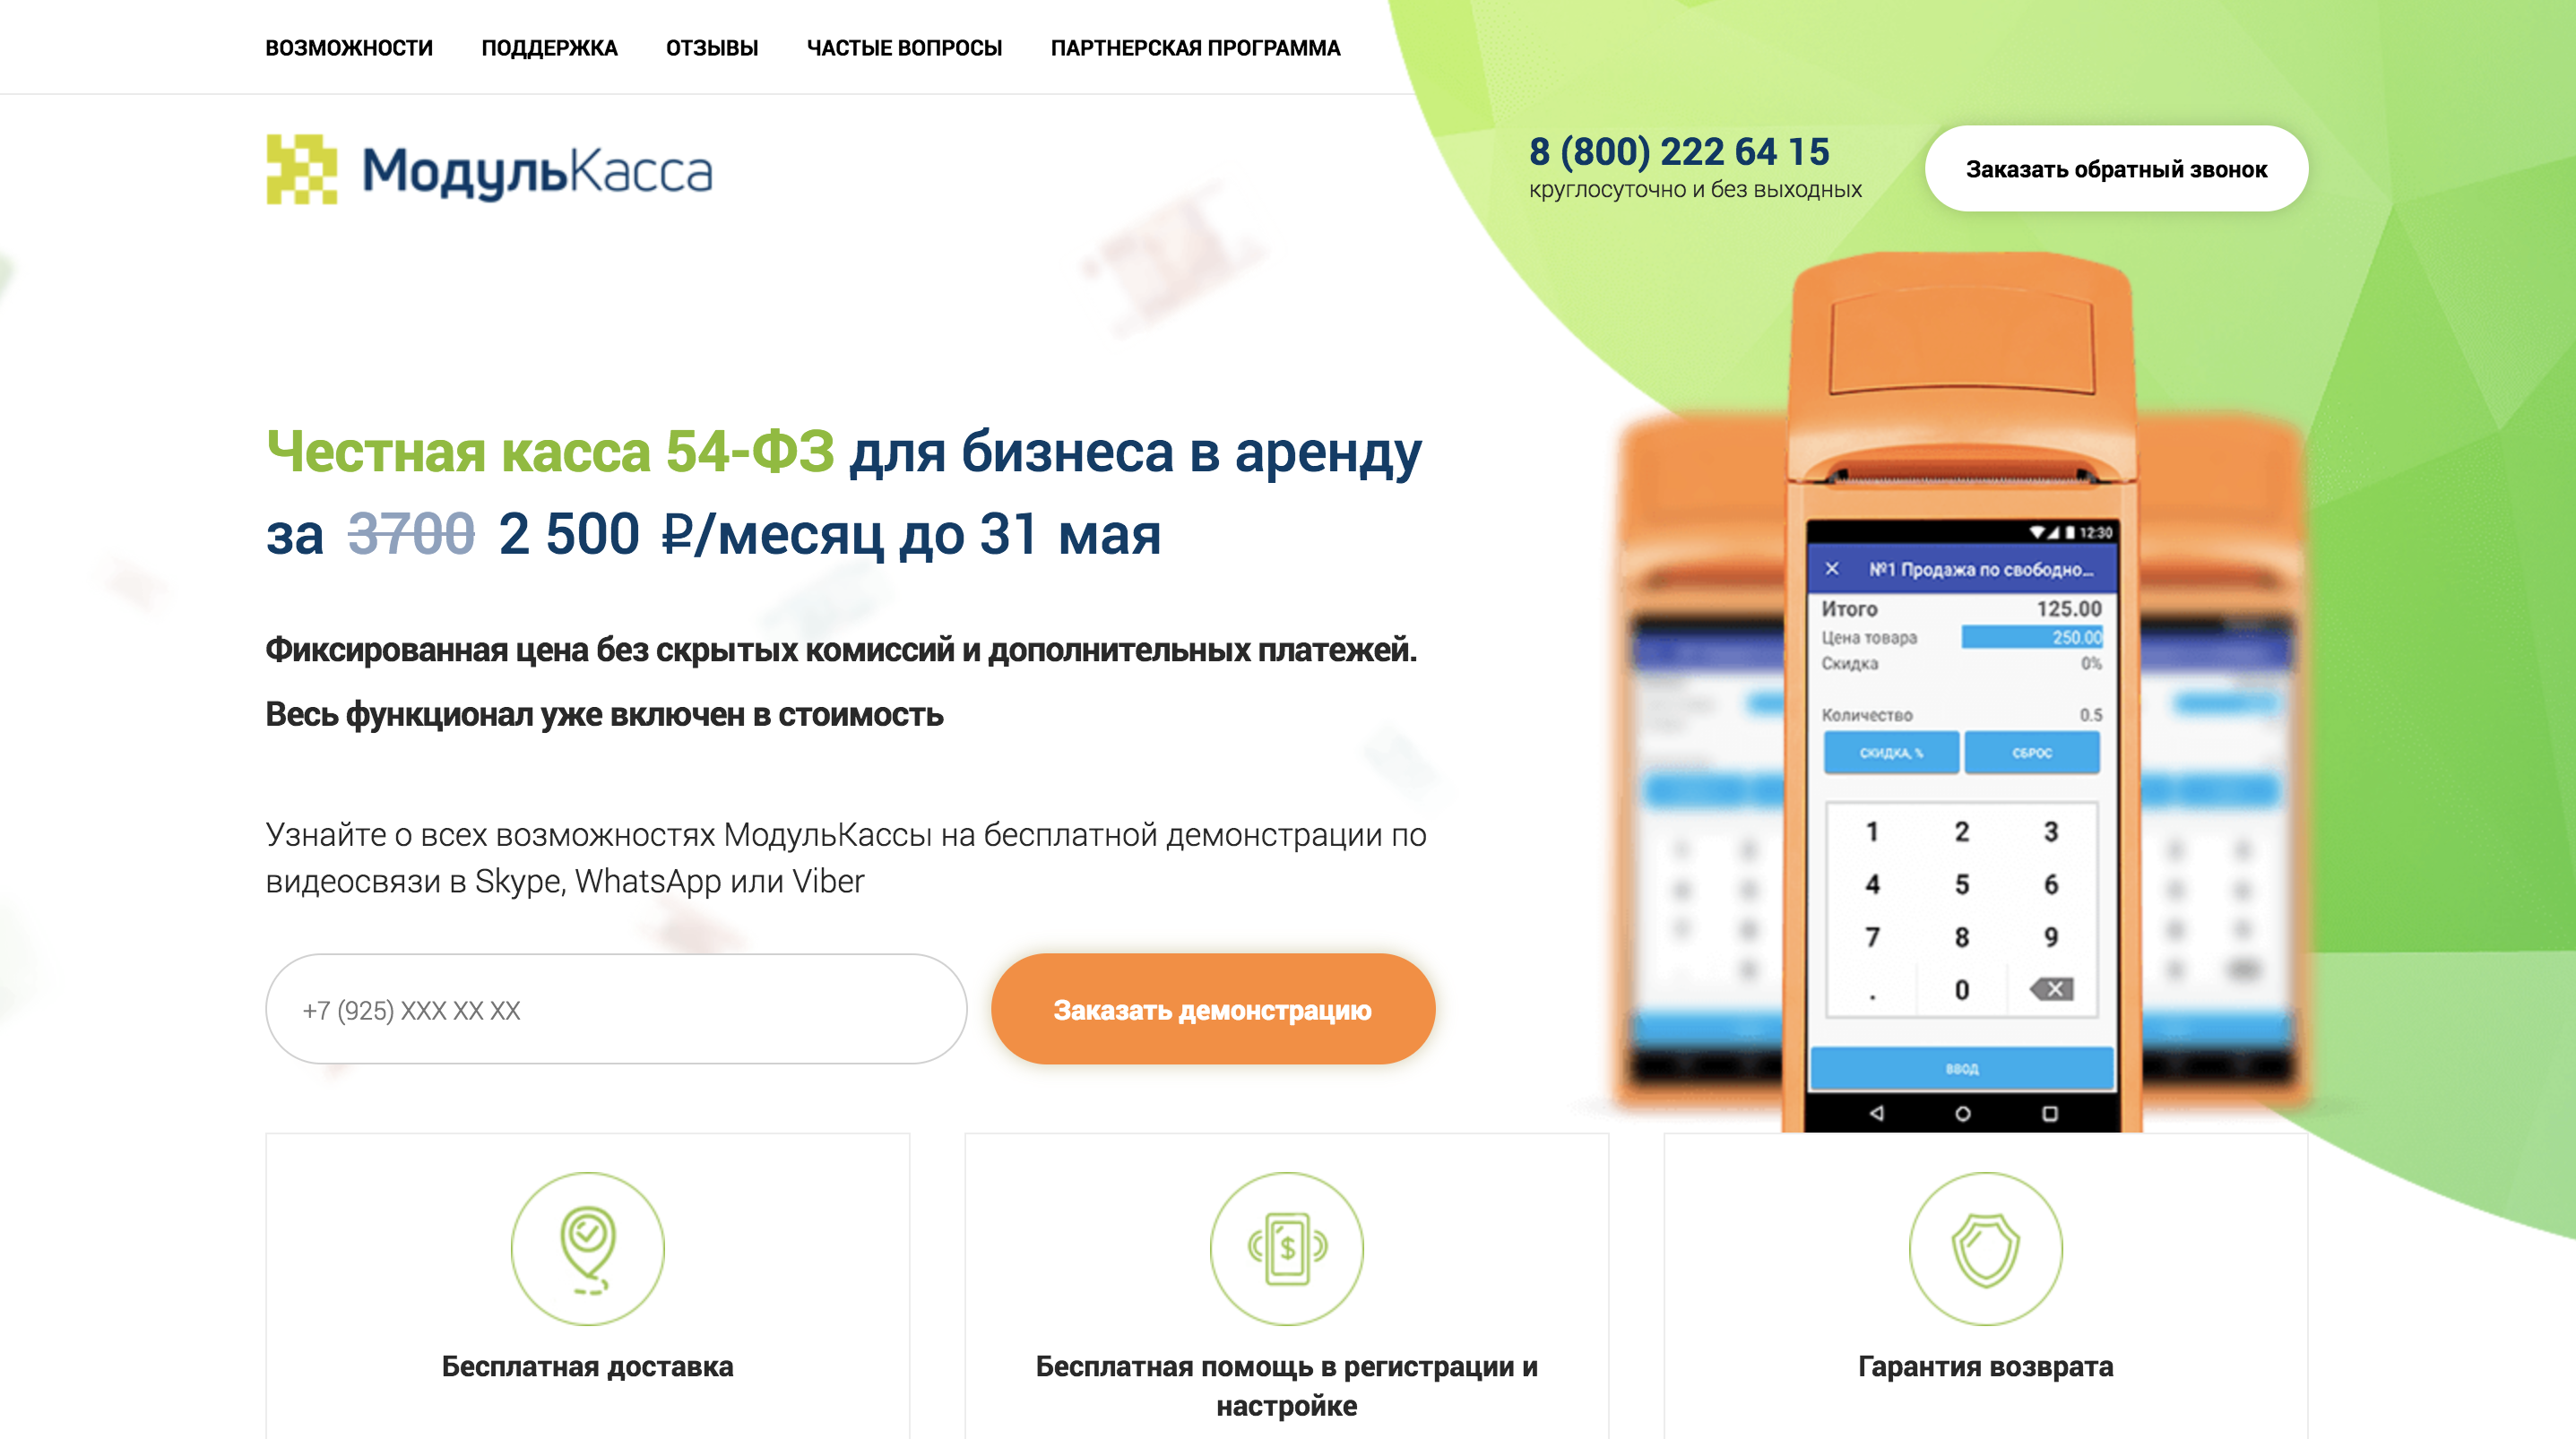 ВОЗМОЖНОСТИ ПОДДЕРЖКА ОТЗЫВЫ ЧАСТЫЕ ВОПРОСЫ ПАРТНЕРСКАЯ ПРОГРАММА
МодульКасса
8 (800) 222 64 15
круглосуточно и без выходных
Заказать обратный звонок
Честная касса 54-ФЗ для бизнеса в аренду
за 3700 2 500 ₽/месяц до 31 мая
Фиксированная цена без скрытых комиссий и дополнительных платежей.
Весь функционал уже включен в стоимость
Узнайте о всех возможностях МодульКассы на бесплатной демонстрации по
видеосвязи в Skype, WhatsApp или Viber
+7 (925) XXX XX XX
Заказать демонстрацию
12:30
№1 Продажа по свободно...
Итого 125.00
Цена товара 250.00
Скидка 0%
Количество 0.5
СКИДКА, % СБРОС
1 2 3
4 5 6
7 8 9
. 0
ВВОД
Бесплатная доставка
Бесплатная помощь в регистрации и
настройке
Гарантия возврата